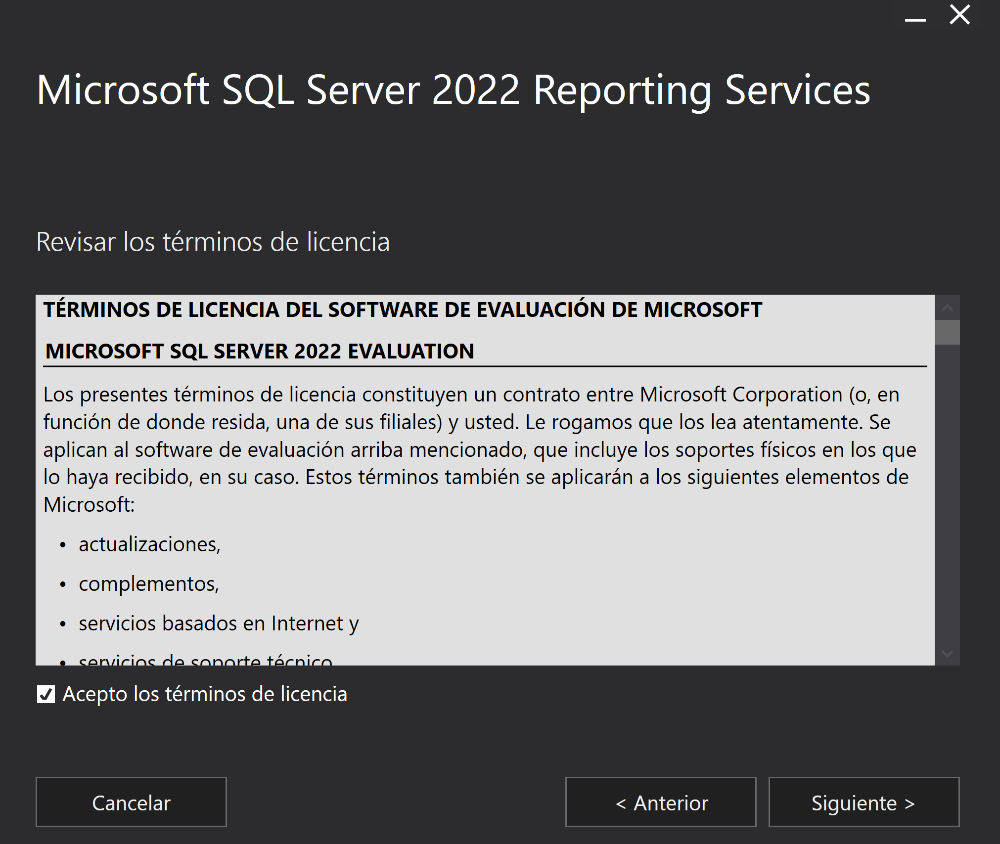 Microsoft SQL Server 2022 Reporting Services
Revisar los términos de licencia
TÉRMINOS DE LICENCIA DEL SOFTWARE DE EVALUACIÓN DE MICROSOFT
MICROSOFT SQL SERVER 2022 EVALUATION
Los presentes términos de licencia constituyen un contrato entre Microsoft Corporation (o, en
función de donde resida, una de sus filiales) y usted. Le rogamos que los lea atentamente. Se
aplican al software de evaluación arriba mencionado, que incluye los soportes físicos en los que
lo haya recibido, en su caso. Estos términos también se aplicarán a los siguientes elementos de
Microsoft:
• actualizaciones,
• complementos,
• servicios basados en Internet y
• servicios de soporte técnico
Acepto los términos de licencia
Cancelar
< Anterior
Siguiente >